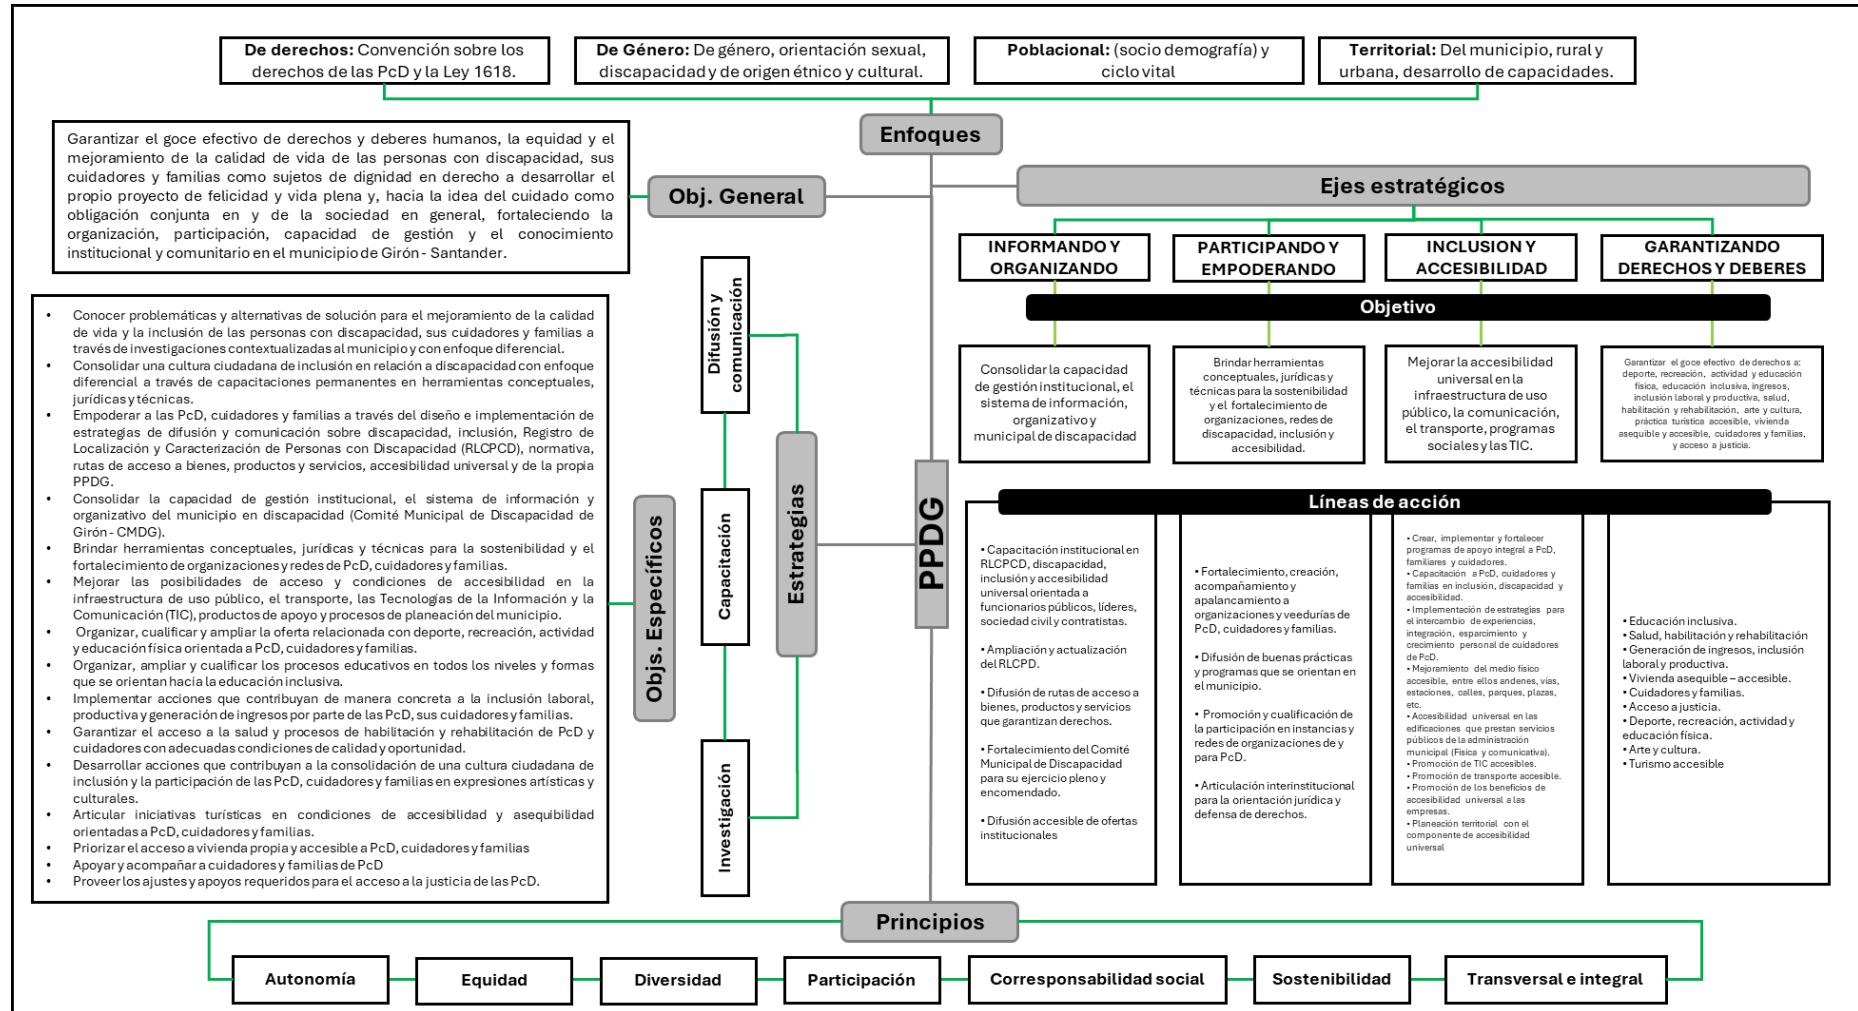 De derechos: Convención sobre los
derechos de las PcD y la Ley 1618.
De Género: De género, orientación sexual,
discapacidad y de origen étnico y cultural.
Poblacional: (socio demografía) y
ciclo vital
Territorial: Del municipio, rural y
urbana, desarrollo de capacidades.
Enfoques
Garantizar el goce efectivo de derechos y deberes humanos, la equidad y el
mejoramiento de la calidad de vida de las personas con discapacidad, sus
cuidadores y familias como sujetos de dignidad en derecho a desarrollar el
propio proyecto de felicidad y vida plena y, hacia la idea del cuidado como
obligación conjunta en y de la sociedad en general, fortaleciendo la
organización, participación, capacidad de gestión y el conocimiento
institucional y comunitario en el municipio de Girón - Santander.
Obj. General
Ejes estratégicos
INFORMANDO Y
ORGANIZANDO
PARTICIPANDO Y
EMPODERANDO
INCLUSION Y
ACCESIBILIDAD
GARANTIZANDO
DERECHOS Y DEBERES
Objetivo
Consolidar la capacidad
de gestión institucional, el
sistema de información,
organizativo y
municipal de discapacidad
Brindar herramientas
conceptuales, jurídicas y
técnicas para la sostenibilidad
y el fortalecimiento de
organizaciones, redes de
discapacidad, inclusión y
accesibilidad.
Mejorar la accesibilidad
universal en la
infraestructura de uso
público, la comunicación,
el transporte, programas
sociales y las TIC.
Garantizar el goce efectivo de derechos a:
deporte, recreación, actividad y educación
física, educación inclusiva, ingresos,
inclusión laboral y productiva, salud,
habilitación y rehabilitación, arte y cultura,
práctica turística accesible, vivienda
asequible y accesible, cuidadores y familias,
y acceso a justicia.
• Conocer problemáticas y alternativas de solución para el mejoramiento de la calidad
de vida y la inclusión de las personas con discapacidad, sus cuidadores y familias a
través de investigaciones contextualizadas al municipio y con enfoque diferencial.
• Consolidar una cultura ciudadana de inclusión en relación a discapacidad con enfoque
diferencial a través de capacitaciones permanentes en herramientas conceptuales,
jurídicas y técnicas.
• Empoderar a las PcD, cuidadores y familias a través del diseño e implementación de
estrategias de difusión y comunicación sobre discapacidad, inclusión, Registro de
Localización y Caracterización de Personas con Discapacidad (RLCPCD), normativa,
rutas de acceso a bienes, productos y servicios, accesibilidad universal y de la propia
PPDG.
• Consolidar la capacidad de gestión institucional, el sistema de información y
organizativo del municipio en discapacidad (Comité Municipal de Discapacidad de
Girón - CMDG).
• Brindar herramientas conceptuales, jurídicas y técnicas para la sostenibilidad y el
fortalecimiento de organizaciones y redes de PcD, cuidadores y familias.
• Mejorar las posibilidades de acceso y condiciones de accesibilidad en la
infraestructura de uso público, el transporte, las Tecnologías de la Información y la
Comunicación (TIC), productos de apoyo y procesos de planeación del municipio.
• Organizar, cualificar y ampliar la oferta relacionada con deporte, recreación, actividad
y educación física orientada a PcD, cuidadores y familias.
• Organizar, ampliar y cualificar los procesos educativos en todos los niveles y formas
que se orientan hacia la educación inclusiva.
• Implementar acciones que contribuyan de manera concreta a la inclusión laboral,
productiva y generación de ingresos por parte de las PcD, sus cuidadores y familias.
• Garantizar el acceso a la salud y procesos de habilitación y rehabilitación de PcD y
cuidadores con adecuadas condiciones de calidad y oportunidad.
• Desarrollar acciones que contribuyan a la consolidación de una cultura ciudadana de
inclusión y la participación de las PcD, cuidadores y familias en expresiones artísticas y
culturales.
• Articular iniciativas turísticas en condiciones de accesibilidad y asequibilidad
orientadas a PcD, cuidadores y familias.
• Priorizar el acceso a vivienda propia y accesible a PcD, cuidadores y familias
• Apoyar y acompañar a cuidadores y familias de PcD
• Proveer los ajustes y apoyos requeridos para el acceso a la justicia de las PcD.
Objs. Específicos
Difusión y
comunicación
Capacitación
Investigación
Estrategias
PPDG
Líneas de acción
• Capacitación institucional en
RLCPCD, discapacidad,
inclusión y accesibilidad
universal orientada a
funcionarios públicos, líderes,
sociedad civil y contratistas.
• Ampliación y actualización
del RLCPD.
• Difusión de rutas de acceso a
bienes, productos y servicios
que garantizan derechos.
• Fortalecimiento del Comité
Municipal de Discapacidad
para su ejercicio pleno y
encomendado.
• Difusión accesible de ofertas
institucionales
• Fortalecimiento, creación,
acompañamiento y
apalancamiento a
organizaciones y veedurías de
PcD, cuidadores y familias.
• Difusión de buenas prácticas
y programas que se orientan en
el municipio.
• Promoción y cualificación de
la participación en instancias y
redes de organizaciones de y
para PcD.
• Articulación interinstitucional
para la orientación jurídica y
defensa de derechos.
• Crear, implementar y fortalecer
programas de apoyo integral a PcD,
familiares y cuidadores.
• Capacitación a PcD, cuidadores y
familias en inclusión, discapacidad y
accesibilidad.
• Implementación de estrategias para
el intercambio de experiencias,
integración, esparcimiento y
crecimiento personal de cuidadores
de PcD.
• Mejoramiento del medio físico
accesible, entre ellos andenes, vías,
estaciones, calles, parques, plazas,
etc.
• Accesibilidad universal en las
edificaciones que prestan servicios
públicos de la administración
municipal (Física y comunicativa).
• Promoción de TIC accesibles.
• Promoción de transporte accesible.
• Promoción de los beneficios de
accesibilidad universal a las
empresas.
• Planeación territorial con el
componente de accesibilidad
universal
• Educación inclusiva.
• Salud, habilitación y rehabilitación
• Generación de ingresos, inclusión
laboral y productiva.
• Vivienda asequible – accesible.
• Cuidadores y familias.
• Acceso a justicia.
• Deporte, recreación, actividad y
educación física.
• Arte y cultura.
• Turismo accesible
Principios
Autonomía
Equidad
Diversidad
Participación
Corresponsabilidad social
Sostenibilidad
Transversal e integral